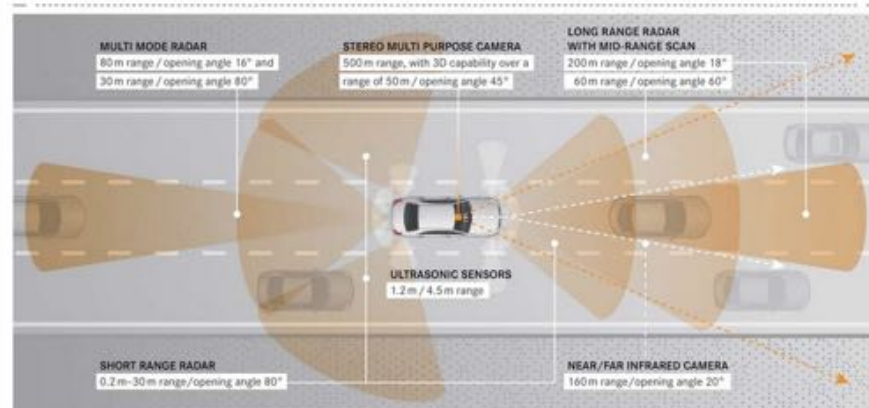 MULTI MODE RADAR
80 m range / opening angle 16° and
30 m range / opening angle 80°
STEREO MULTI PURPOSE CAMERA
500 m range, with 3D capability over a
range of 50 m / opening angle 45°
LONG RANGE RADAR
WITH MID-RANGE SCAN
200 m range / opening angle 18°
60 m range / opening angle 60°
ULTRASONIC SENSORS
1.2 m / 4.5 m range
SHORT RANGE RADAR
0.2 m–30 m range/opening angle 80°
NEAR/FAR INFRARED CAMERA
160 m range/opening angle 20°